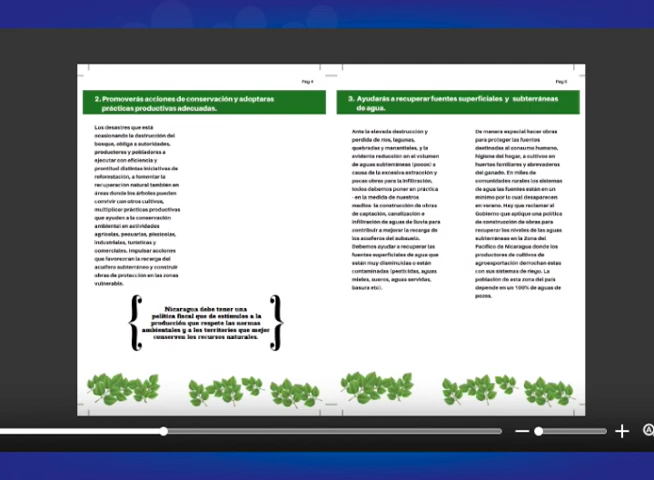 Pag 4
2. Promoverás acciones de conservación y adoptaras
prácticas productivas adecuadas.
Los desastres que está
ocasionando la destrucción del
bosque, obliga a autoridades,
productores y pobladores a
ejecutar con eficiencia y
prontitud distintas iniciativas de
reforestación, a fomentar la
recuperación natural también en
áreas donde los árboles pueden
convivir con otros cultivos,
multiplicar prácticas productivas
que ayuden a la conservación
ambiental en actividades
agrícolas, pecuarias, piscícolas,
industriales, turísticas y
comerciales. Impulsar acciones
que favorezcan la recarga del
acuífero subterráneo y construir
obras de protección en las zonas
vulnerable.
Nicaragua debe tener una
política fiscal que de estímulos a la
producción que respete las normas
ambientales y a los territorios que mejor
conserven los recursos naturales.
Pag 5
3. Ayudarás a recuperar fuentes superficiales y subterráneas
de agua.
Ante la elevada destrucción y
perdida de ríos, lagunas,
quebradas y manantiales, y la
evidente reducción en el volumen
de aguas subterráneas (pozos) a
causa de la excesiva extracción y
pocas obras para la infiltración,
todos debemos poner en práctica
-en la medida de nuestros
medios- la construcción de obras
de captación, canalización e
infiltración de aguas de lluvia para
contribuir a mejorar la recarga de
los acuíferos del subsuelo.
Debemos ayudar a recuperar las
fuentes superficiales de agua que
están muy disminuidas o están
contaminadas (pesticidas, aguas
mieles, sueros, aguas servidas,
basura etc).
De manera especial hacer obras
para proteger las fuentes
destinadas al consumo humano,
higiene del hogar, a cultivos en
huertos familiares y abrevaderos
del ganado. En miles de
comunidades rurales los sistemas
de agua las fuentes están en un
mínimo por lo cual desaparecen
en verano. Hay que reclamar al
Gobierno que aplique una política
de construcción de obras para
recuperar los niveles de las aguas
subterráneas en la Zona del
Pacífico de Nicaragua donde los
productores de cultivos de
agroexportación derrochan éstas
con sus sistemas de riego. La
población de esta zona del país
depende en un 100% de aguas de
pozos.